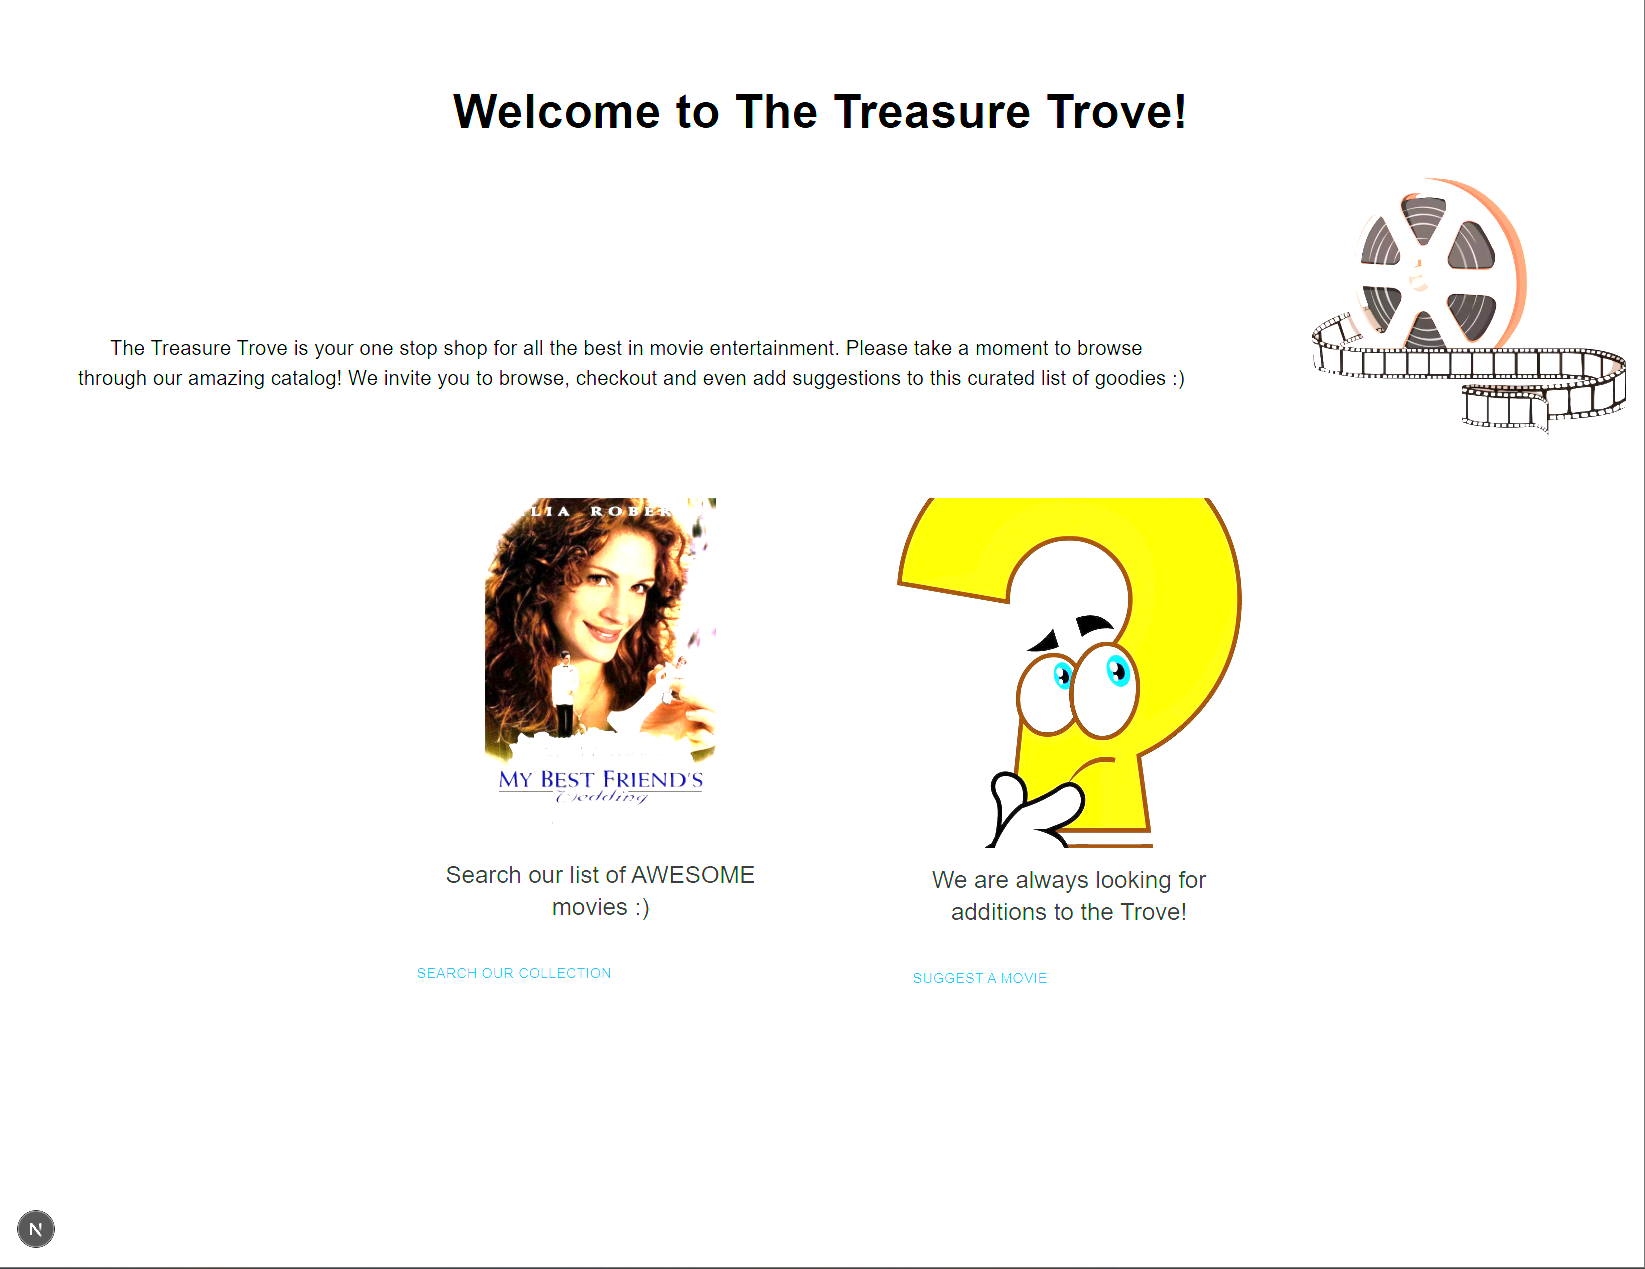 Welcome to The Treasure Trove!
The Treasure Trove is your one stop shop for all the best in movie entertainment. Please take a moment to browse
through our amazing catalog! We invite you to browse, checkout and even add suggestions to this curated list of goodies :)
LIA ROBER
MY BEST FRIEND'S
Wedding
Search our list of AWESOME
movies :)
SEARCH OUR COLLECTION
We are always looking for
additions to the Trove!
SUGGEST A MOVIE
N